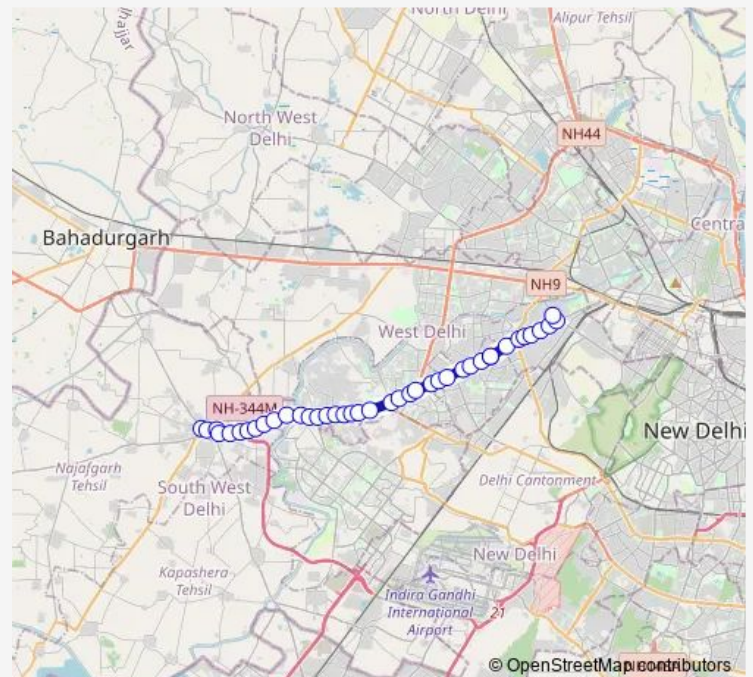 North Delhi
Alipur Tehsil
North West
Delhi
NH44
Bahadurgarh
Centra
NH9
West Delhi
NH-344M
New Delhi
Najafgarh
Tehsil
South West
Delhi
Delhi Cantonment
New Delhi
Kapashera
Tehsil
Indira Gandhi
International
Airport
21
© OpenStreetMap contributors